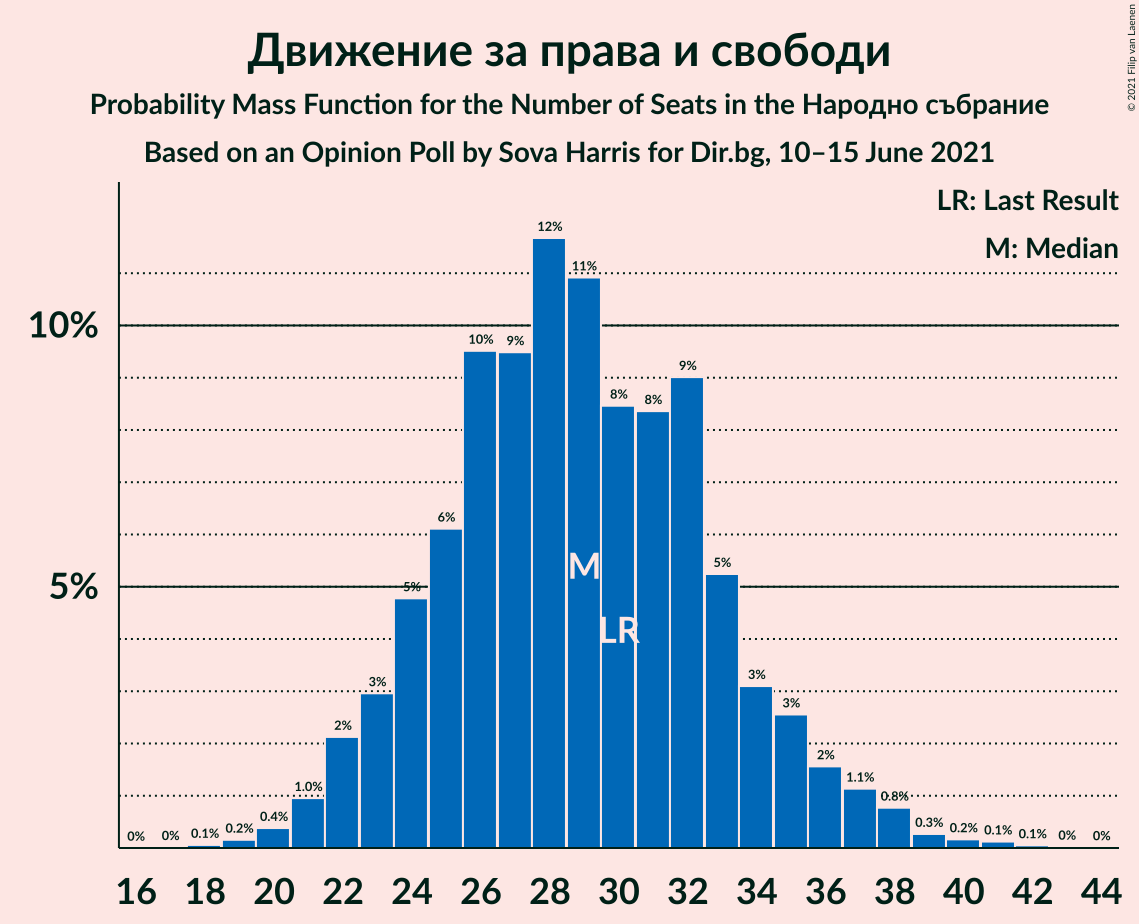 Движение за права и свободи
Probability Mass Function for the Number of Seats in the Народно събрание
Based on an Opinion Poll by Sova Harris for Dir.bg, 10–15 June 2021
© 2021 Filip van Laenen
LR: Last Result
M: Median
10%
5%
0% 0% 0.1% 0.2% 0.4% 1.0% 2% 3% 5% 6% 10% 9% 12% 11% 8% 8% 9% 5% 3% 3% 2% 1.1% 0.8% 0.3% 0.2% 0.1% 0.1% 0% 0%
M
LR
16 18 20 22 24 26 28 30 32 34 36 38 40 42 44